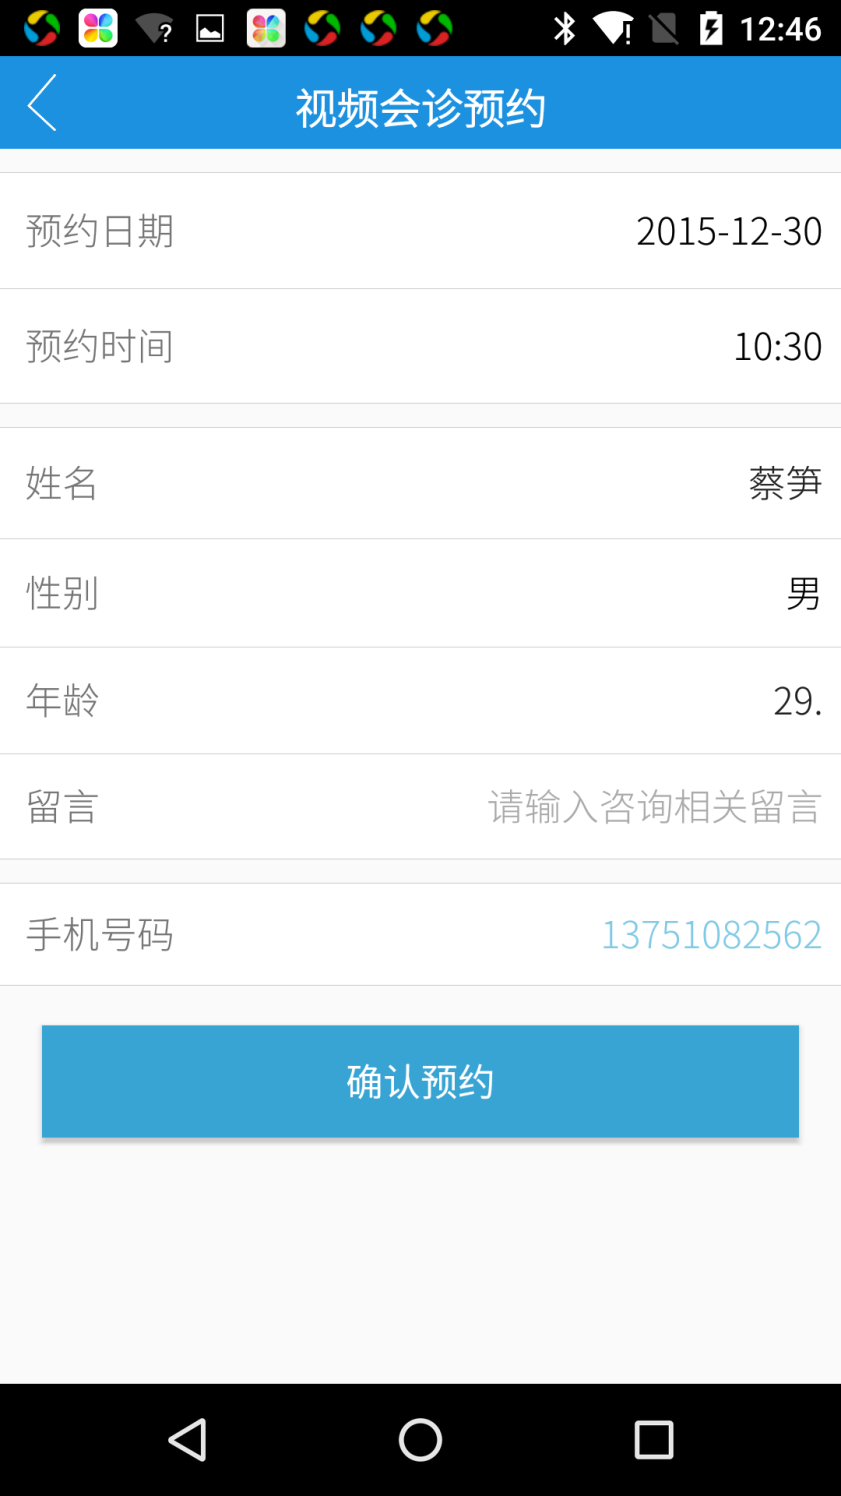 12:46
视频会诊预约
预约日期 2015-12-30
预约时间 10:30
姓名 蔡笋
性别 男
年龄 29.
留言 请输入咨询相关留言
手机号码 13751082562
确认预约